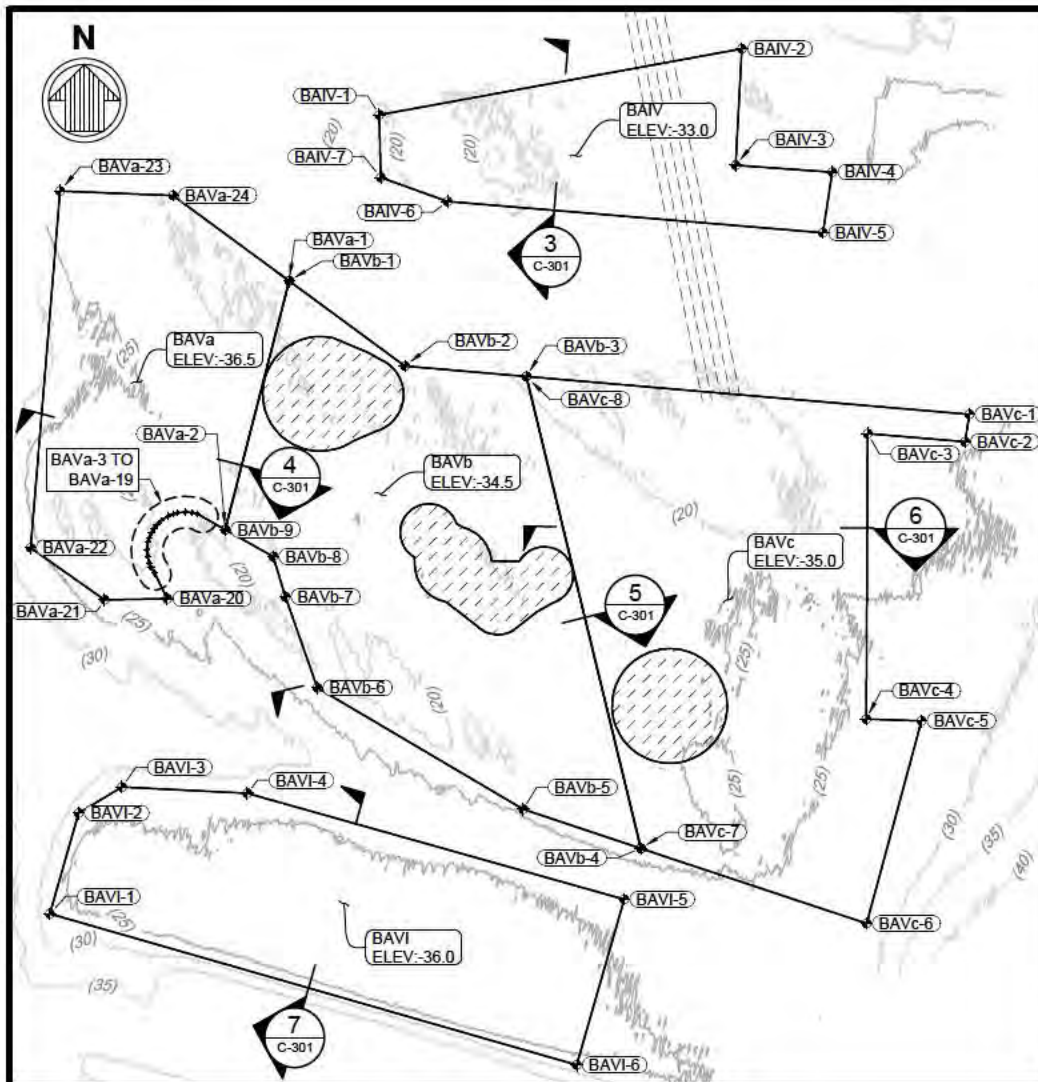 N
BAIV-2
BAIV-1
(20)
(20)
(20)
BAIV
ELEV:-33.0
BAIV-7
BAIV-3
BAIV-4
BAVa-23
BAVa-24
BAIV-6
BAIV-5
BAVa-1
BAVb-1
3
C-301
BAVa
ELEV:-36.5
(25)
BAVb-2
BAVb-3
BAVc-8
BAVc-1
BAVc-2
BAVc-3
BAVa-2
4
C-301
BAVb
ELEV:-34.5
BAVa-3 TO
BAVa-19
(20)
6
C-301
BAVb-9
BAVc
ELEV:-35.0
BAVa-22
BAVb-8
(20)
BAVb-7
5
C-301
BAVa-21
BAVa-20
(25)
(30)
(25)
BAVb-6
(20)
BAVc-4
BAVc-5
(25)
(25)
BAVI-3
BAVI-4
BAVb-5
BAVI-2
(30)
(35)
(40)
BAVc-7
BAVb-4
BAVI-1
BAVI-5
(25)
(30)
BAVc-6
BAVI
ELEV:-36.0
(35)
7
C-301
BAVI-6